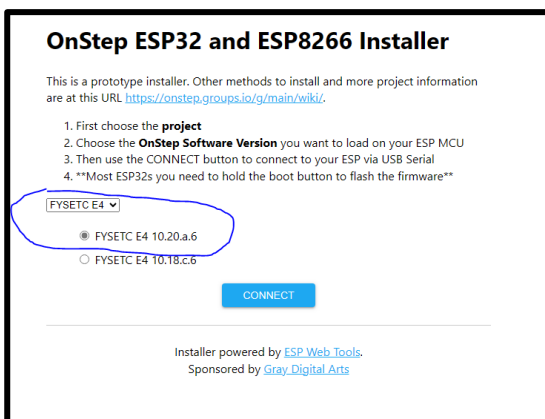 OnStep ESP32 and ESP8266 Installer
This is a prototype installer. Other methods to install and more project information
are at this URL https://onstep.groups.io/g/main/wiki/.
1. First choose the project
2. Choose the OnStep Software Version you want to load on your ESP MCU
3. Then use the CONNECT button to connect to your ESP via USB Serial
4. **Most ESP32s you need to hold the boot button to flash the firmware**
FYSETC E4
FYSETC E4 10.20.a.6
FYSETC E4 10.18.c.6
CONNECT
Installer powered by ESP Web Tools.
Sponsored by Gray Digital Arts